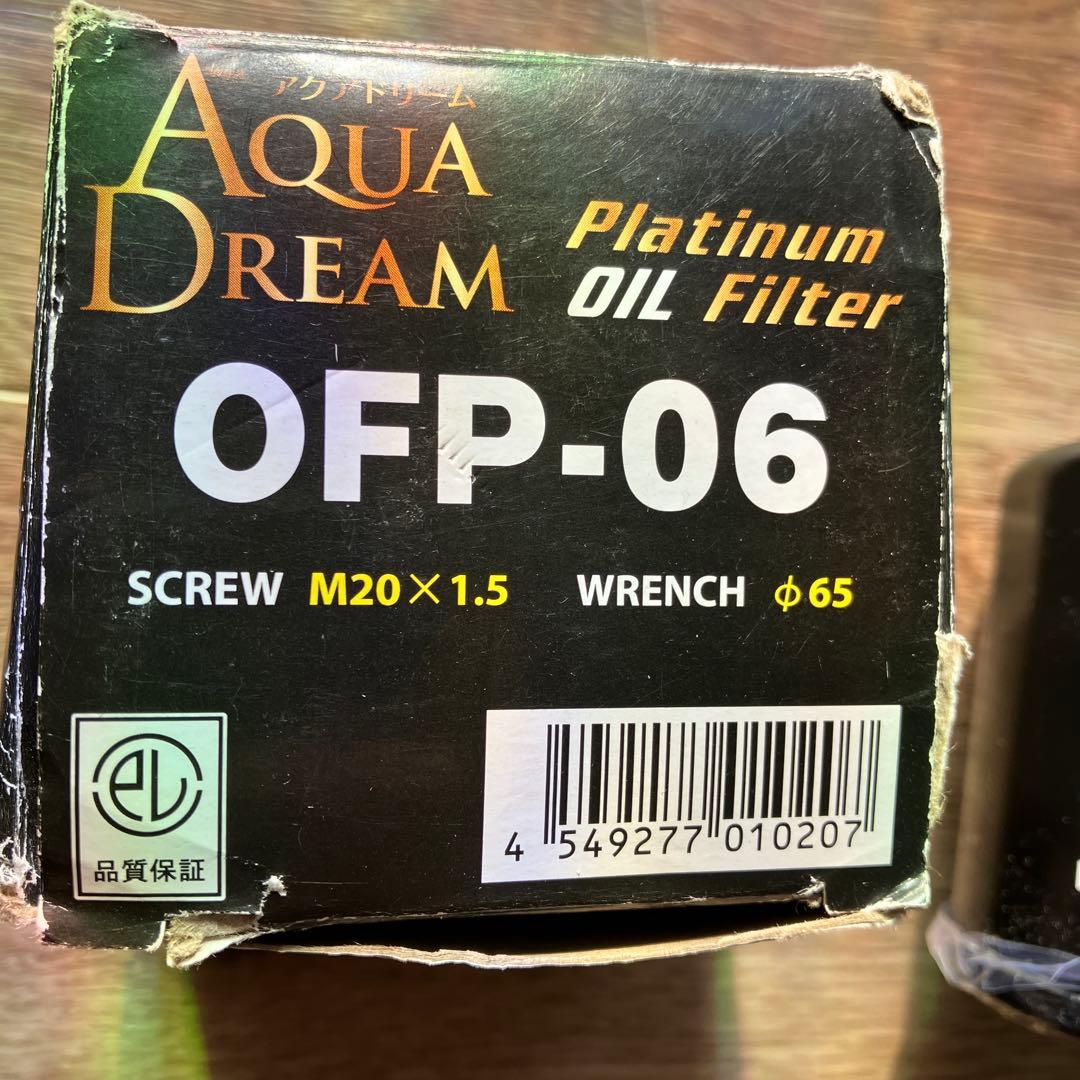 アクアドリーム
AQUA
DREAM
Platinum
OIL Filter
OFP-06
SCREW M20×1.5 WRENCH φ65
品質保証
4 549277 010207